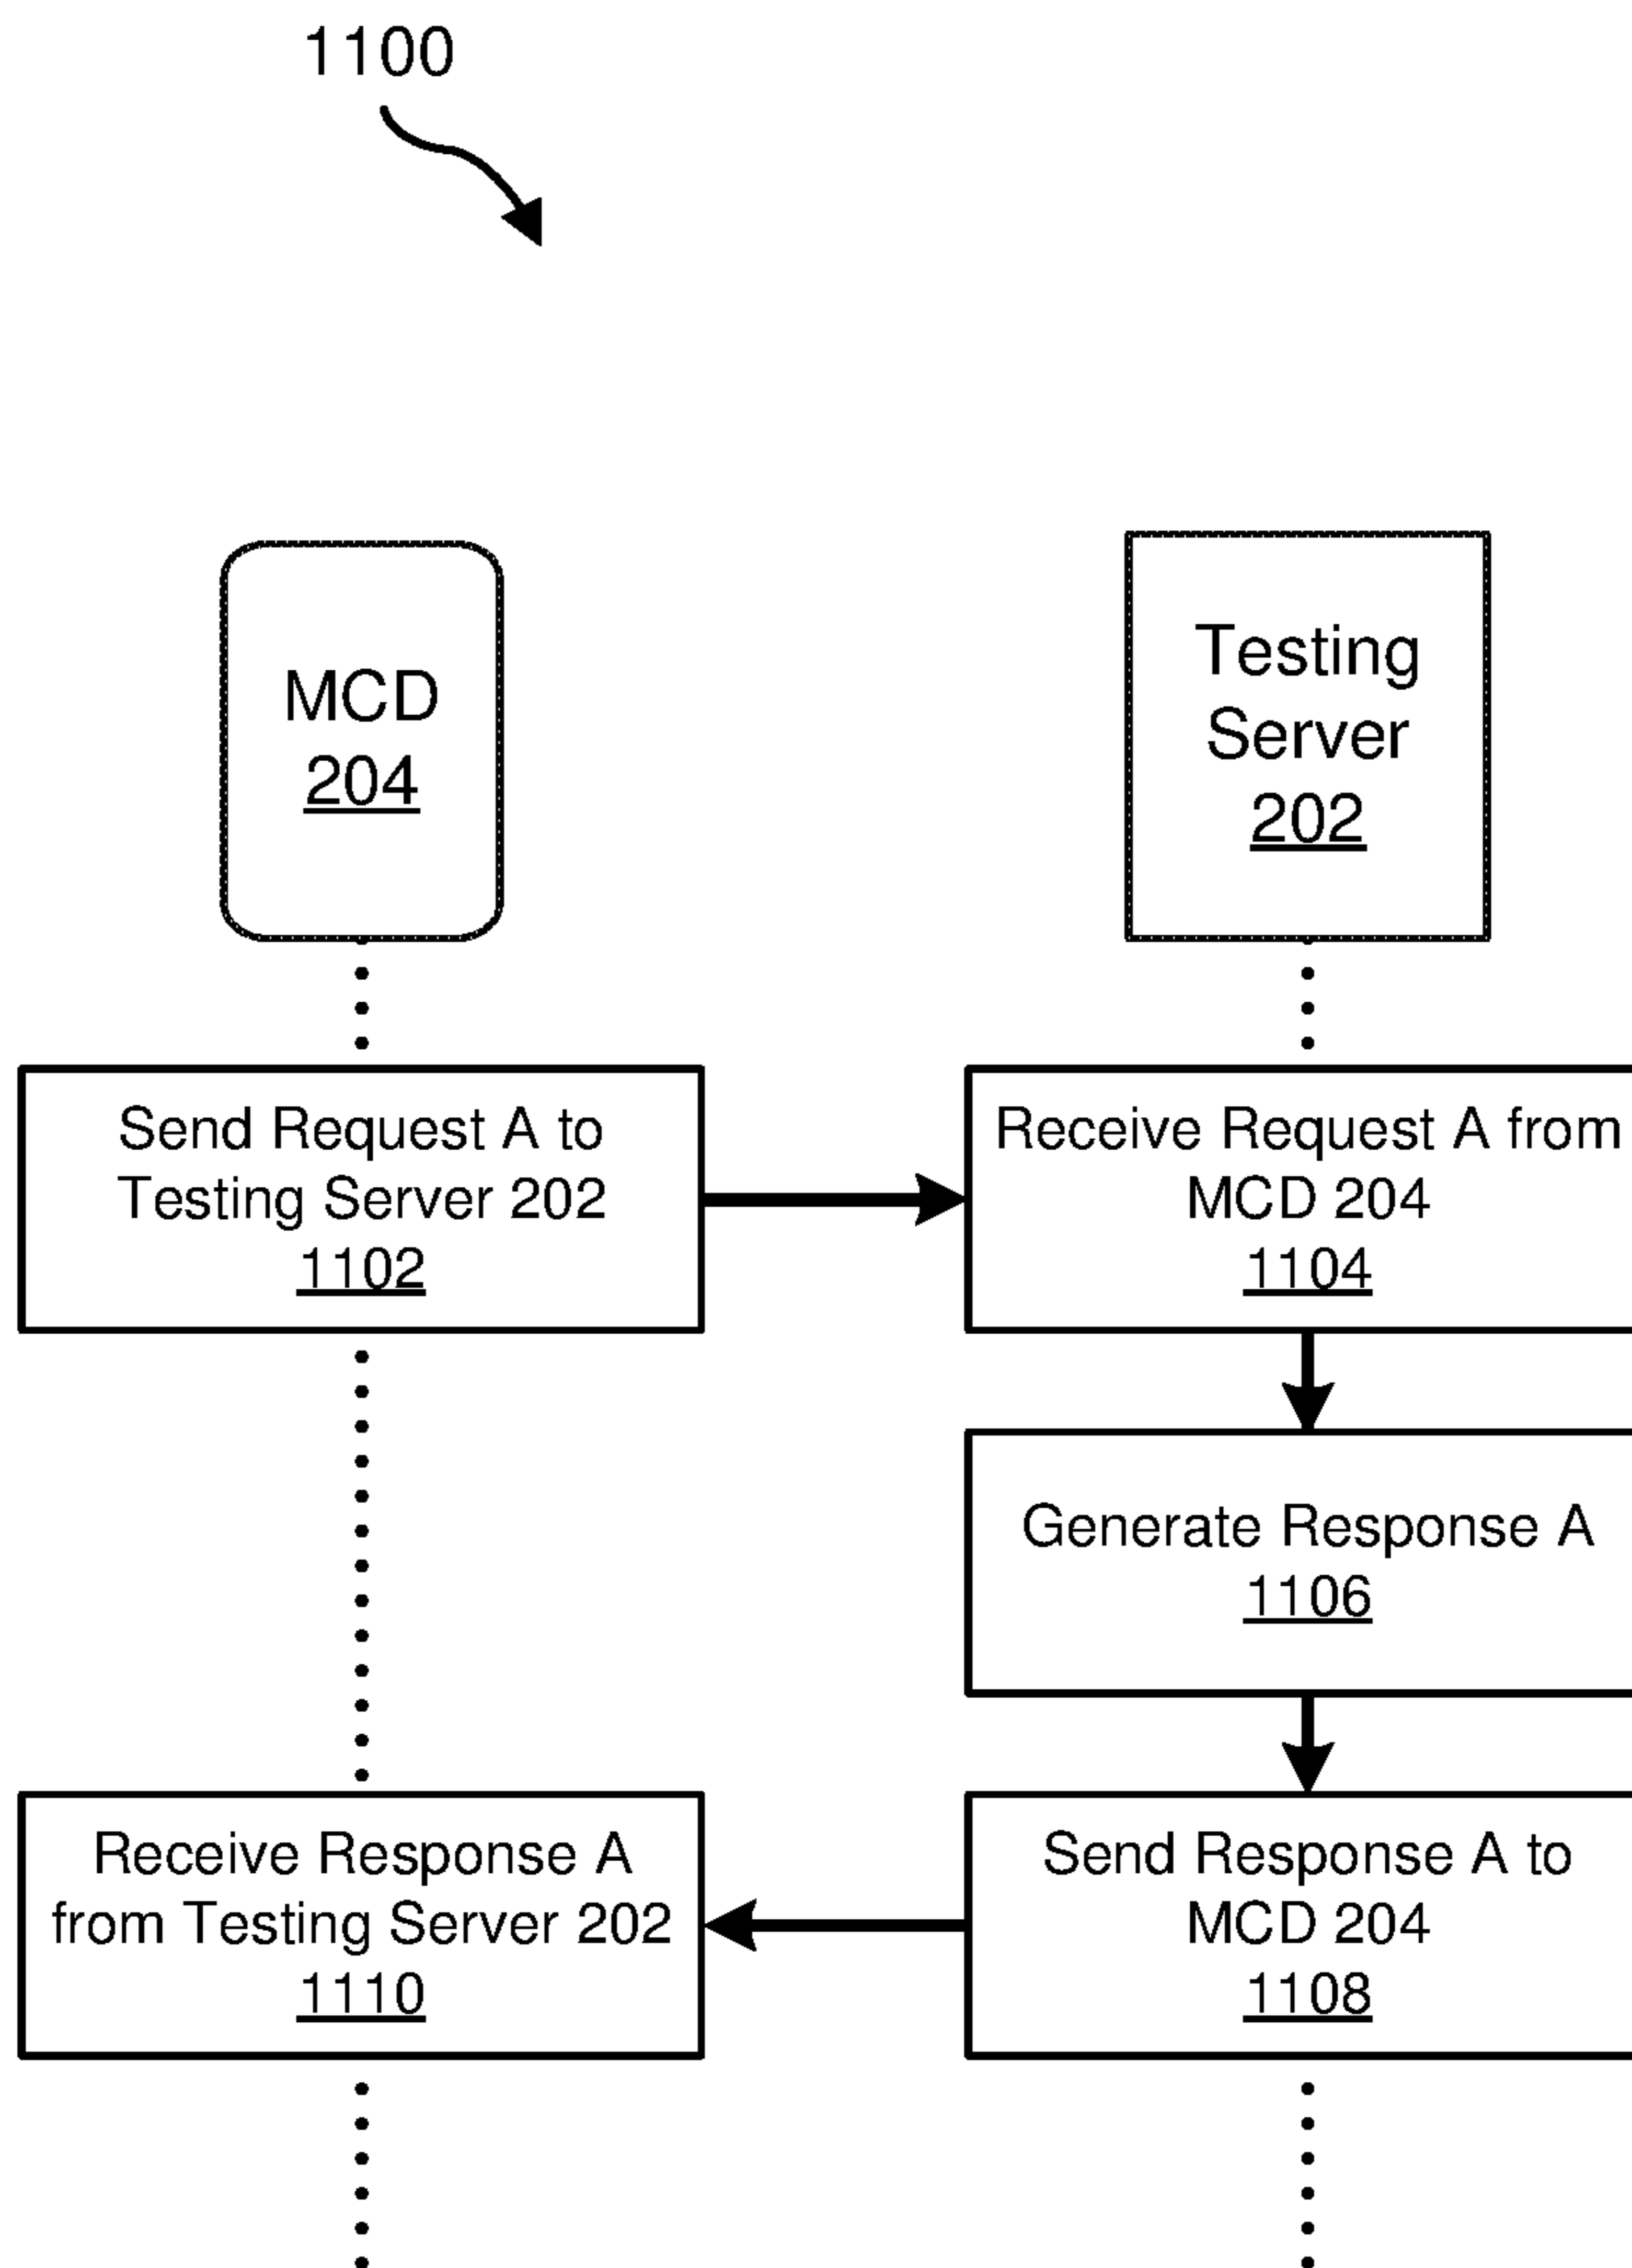 1100
MCD
204
Testing
Server
202
Send Request A to
Testing Server 202
1102
Receive Request A from
MCD 204
1104
Generate Response A
1106
Receive Response A
from Testing Server 202
1110
Send Response A to
MCD 204
1108